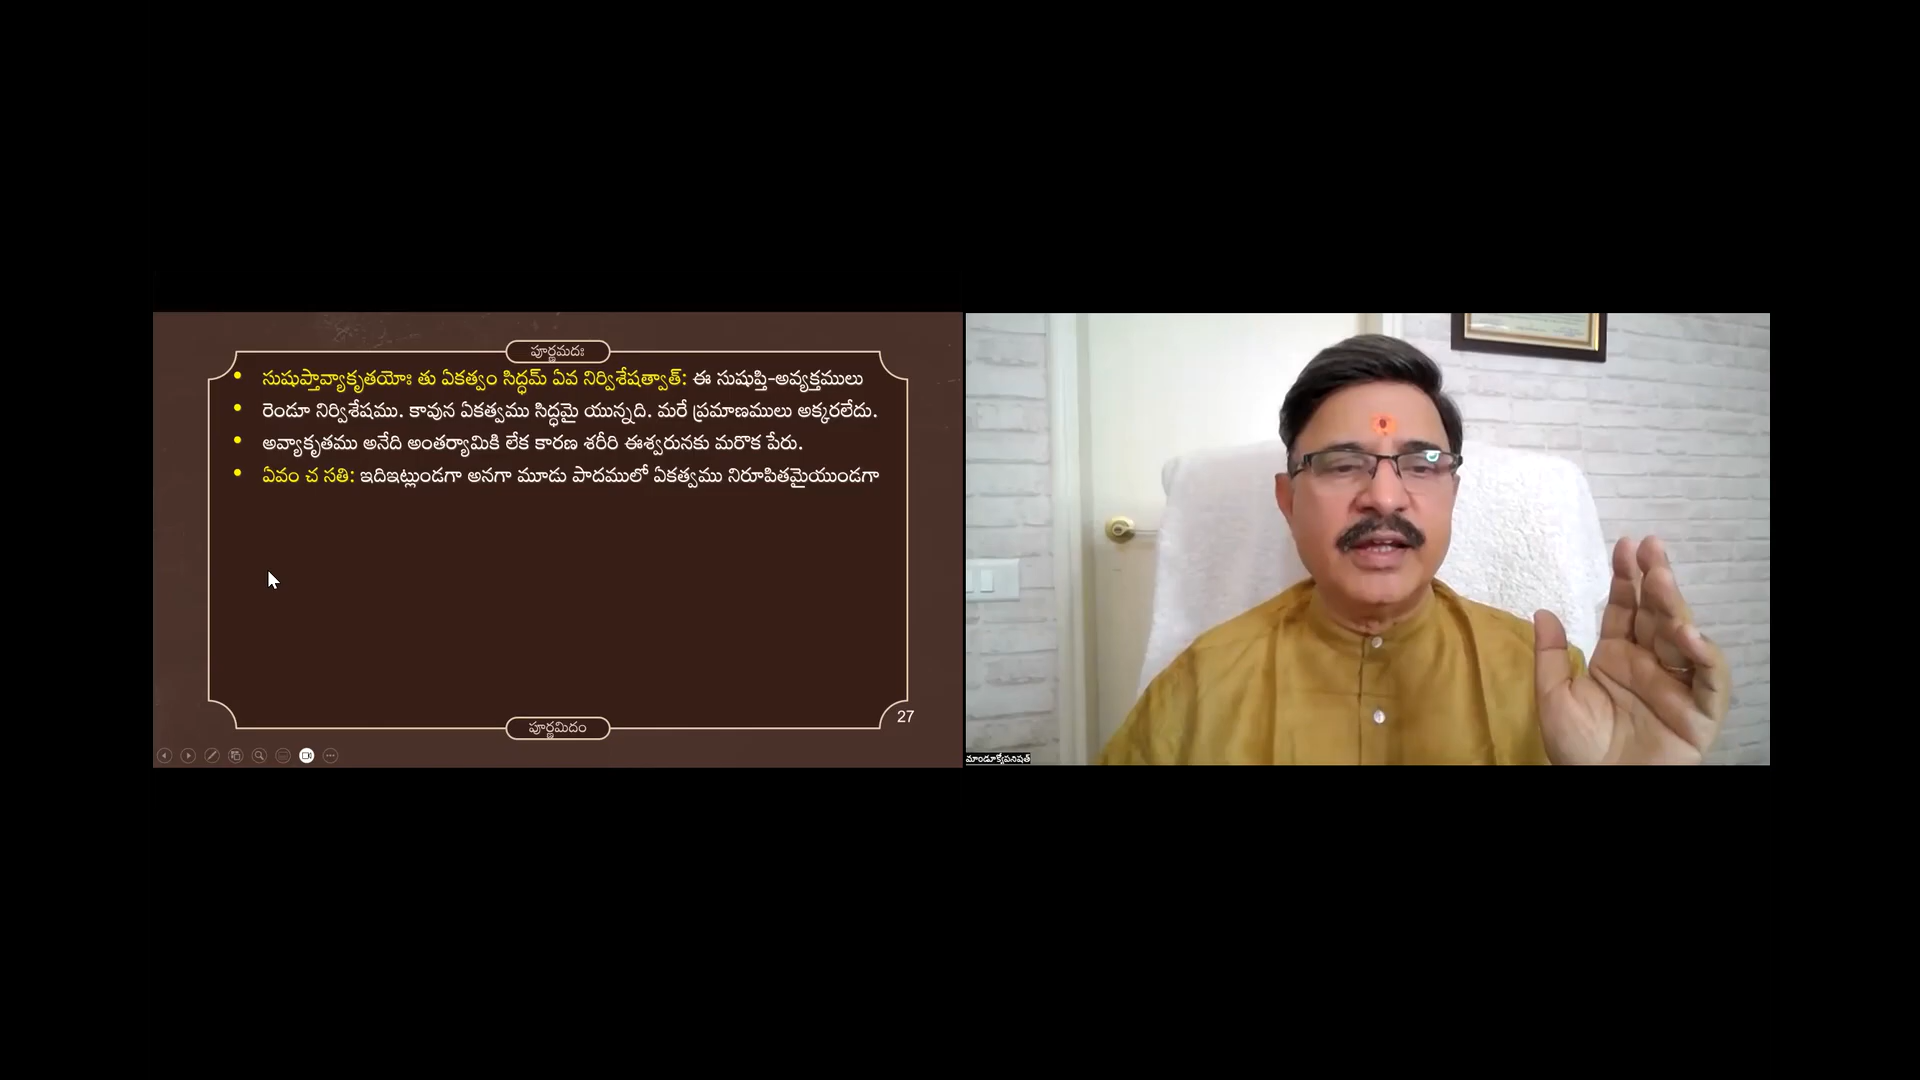 పూర్ణమదః
సుషుప్తావ్యాకృతయోః తు ఏకత్వం సిద్ధమ్ ఏవ నిర్విశేషత్వాత్: ఈ సుషుప్తి-అవ్యక్తములు
రెండూ నిర్విశేషము. కావున ఏకత్వము సిద్ధమై యున్నది. మరే ప్రమాణములు అక్కరలేదు.
అవ్యాకృతము అనేది అంతర్యామికి లేక కారణ శరీరి ఈశ్వరునకు మరొక పేరు.
ఏవం చ సతి: ఇదిఇట్లుండగా అనగా మూడు పాదములో ఏకత్వము నిరూపితమైయుండగా
పూర్ణమిదం
27
మాండూక్యోపనిషత్